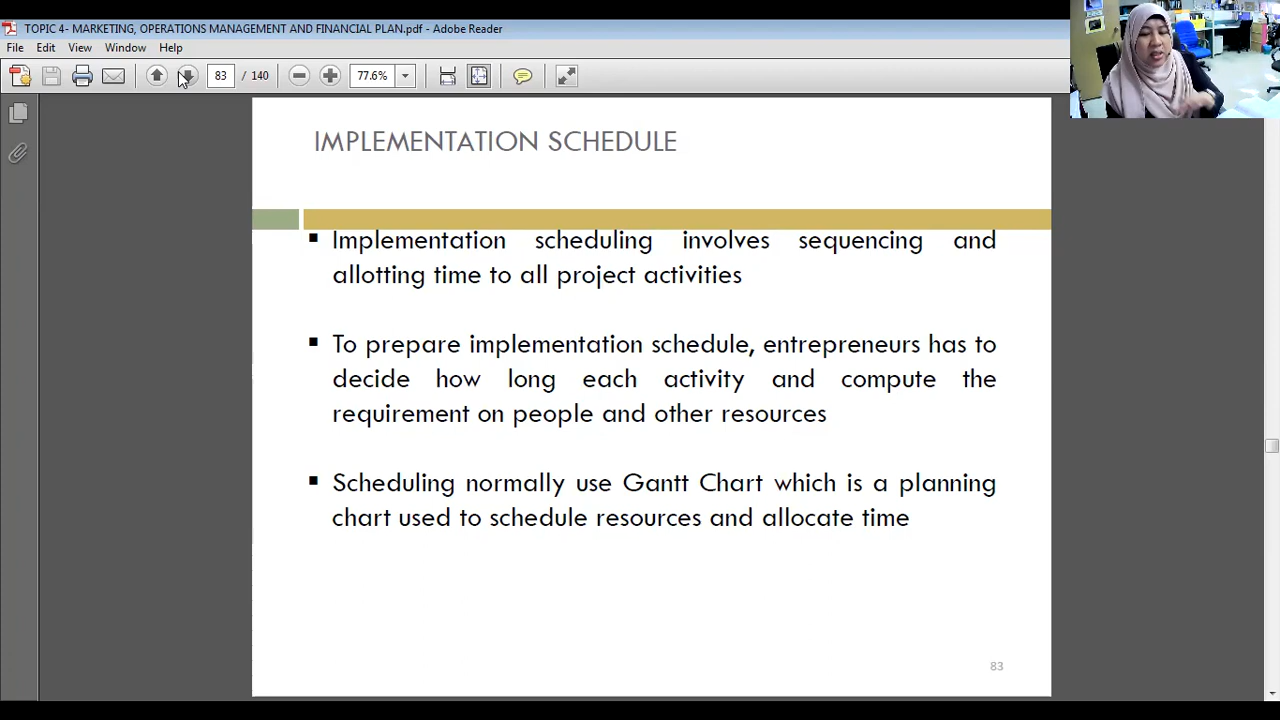 TOPIC 4- MARKETING, OPERATIONS MANAGEMENT AND FINANCIAL PLAN.pdf - Adobe Reader
File Edit View Window Help
83 / 140 77.6%
IMPLEMENTATION SCHEDULE
▪ Implementation scheduling involves sequencing and
allotting time to all project activities
▪ To prepare implementation schedule, entrepreneurs has to
decide how long each activity and compute the
requirement on people and other resources
▪ Scheduling normally use Gantt Chart which is a planning
chart used to schedule resources and allocate time
83